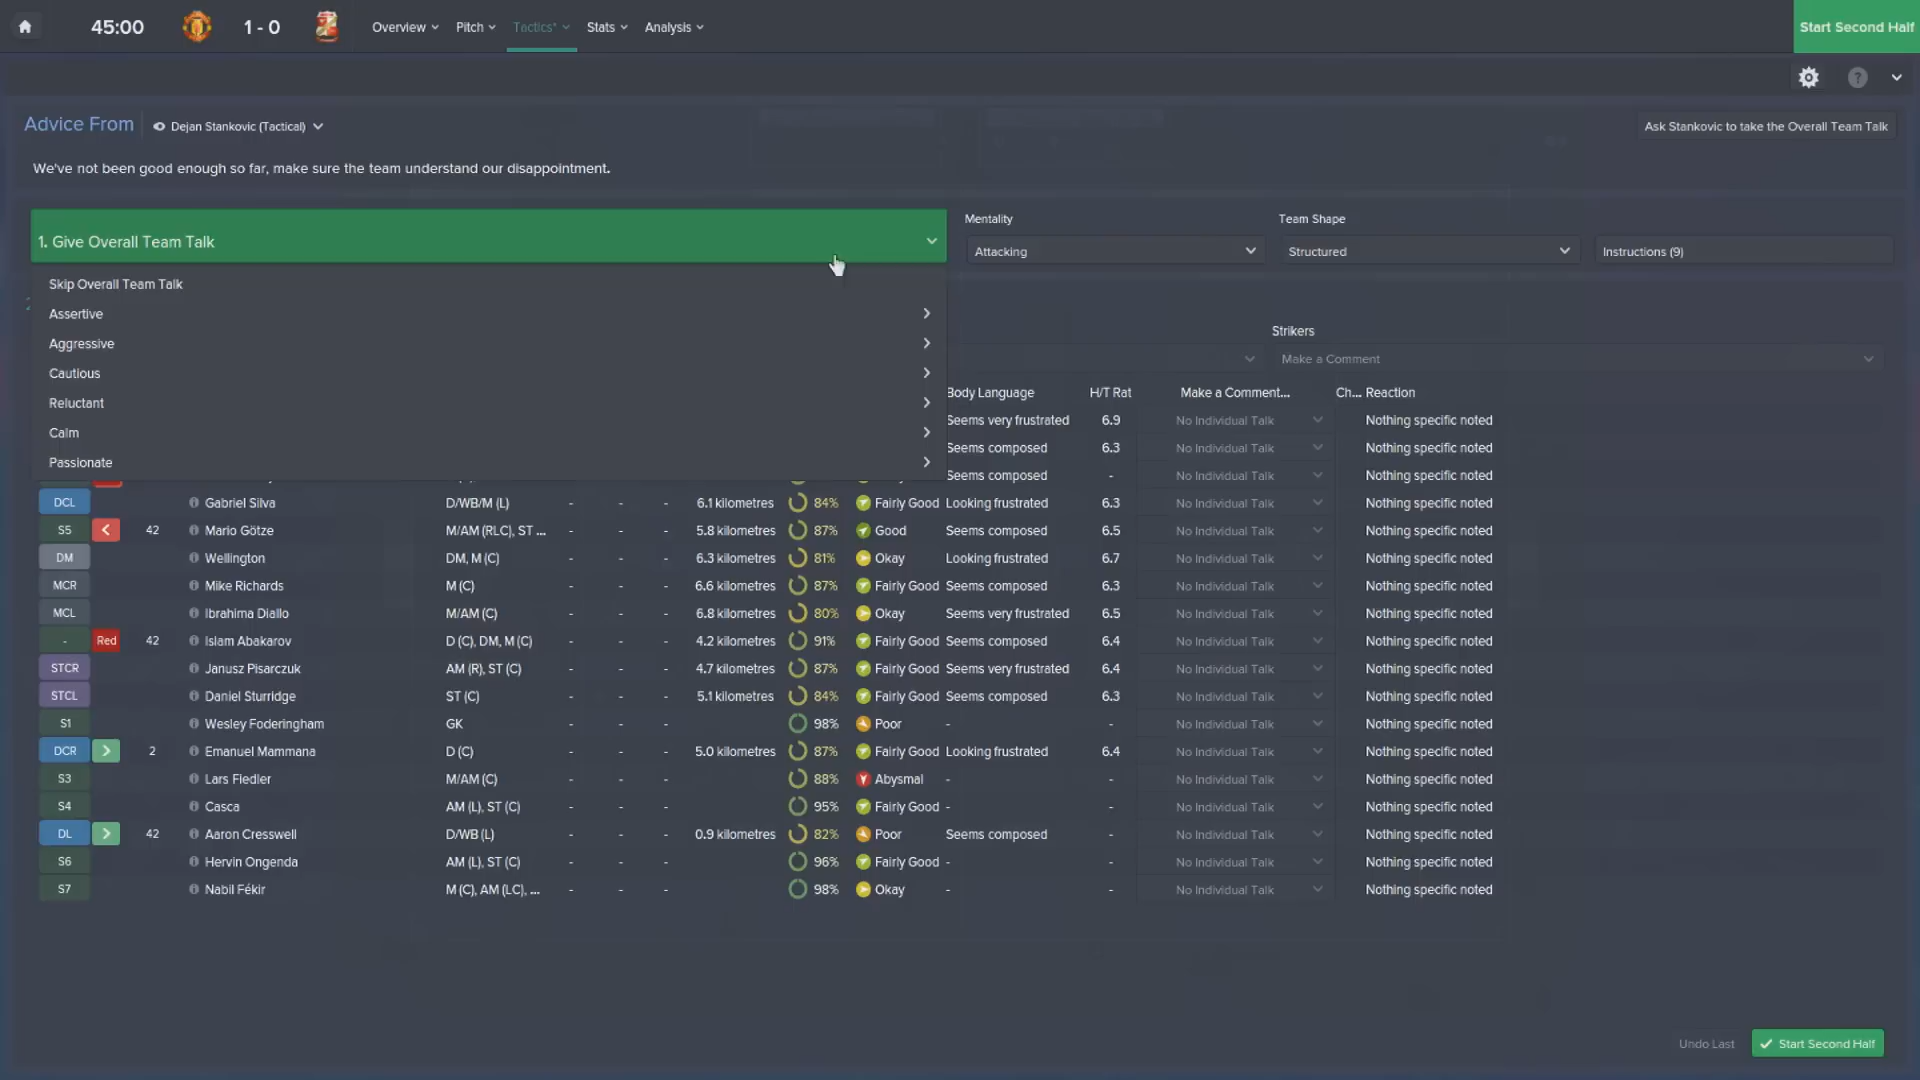 45:00 1 - 0 Overview Pitch Tactics* Stats Analysis Start Second Half
Advice From Dejan Stankovic (Tactical) Ask Stankovic to take the Overall Team Talk
We've not been good enough so far, make sure the team understand our disappointment.
Mentality Team Shape
1. Give Overall Team Talk Attacking Structured Instructions (9)
Skip Overall Team Talk
Assertive
Strikers
Aggressive
Make a Comment
Cautious
Body Language H/T Rat Make a Comment... Ch... Reaction
Reluctant
Seems very frustrated 6.9 No Individual Talk Nothing specific noted
Calm
Seems composed 6.3 No Individual Talk Nothing specific noted
Passionate
Seems composed - No Individual Talk Nothing specific noted
DCL Gabriel Silva D/WB/M (L) - - - 6.1 kilometres 84% Fairly Good Looking frustrated 6.3 No Individual Talk Nothing specific noted
S5 42 Mario Götze M/AM (RLC), ST ... - - - 5.8 kilometres 87% Good Seems composed 6.5 No Individual Talk Nothing specific noted
DM Wellington DM, M (C) - - - 6.3 kilometres 81% Okay Looking frustrated 6.7 No Individual Talk Nothing specific noted
MCR Mike Richards M (C) - - - 6.6 kilometres 87% Fairly Good Seems composed 6.3 No Individual Talk Nothing specific noted
MCL Ibrahima Diallo M/AM (C) - - - 6.8 kilometres 80% Okay Seems very frustrated 6.5 No Individual Talk Nothing specific noted
- Red 42 Islam Abakarov D (C), DM, M (C) - - - 4.2 kilometres 91% Fairly Good Seems composed 6.4 No Individual Talk Nothing specific noted
STCR Janusz Pisarczuk AM (R), ST (C) - - - 4.7 kilometres 87% Fairly Good Seems very frustrated 6.4 No Individual Talk Nothing specific noted
STCL Daniel Sturridge ST (C) - - - 5.1 kilometres 84% Fairly Good Seems composed 6.3 No Individual Talk Nothing specific noted
S1 Wesley Foderingham GK - - - 98% Poor - - No Individual Talk Nothing specific noted
DCR 2 Emanuel Mammana D (C) - - - 5.0 kilometres 87% Fairly Good Looking frustrated 6.4 No Individual Talk Nothing specific noted
S3 Lars Fiedler M/AM (C) - - - 88% Abysmal - - No Individual Talk Nothing specific noted
S4 Casca AM (L), ST (C) - - - 95% Fairly Good - - No Individual Talk Nothing specific noted
DL 42 Aaron Cresswell D/WB (L) - - - 0.9 kilometres 82% Poor Seems composed - No Individual Talk Nothing specific noted
S6 Hervin Ongenda AM (L), ST (C) - - - 96% Fairly Good - - No Individual Talk Nothing specific noted
S7 Nabil Fékir M (C), AM (LC), ... - - - 98% Okay - - No Individual Talk Nothing specific noted
Undo Last Start Second Half